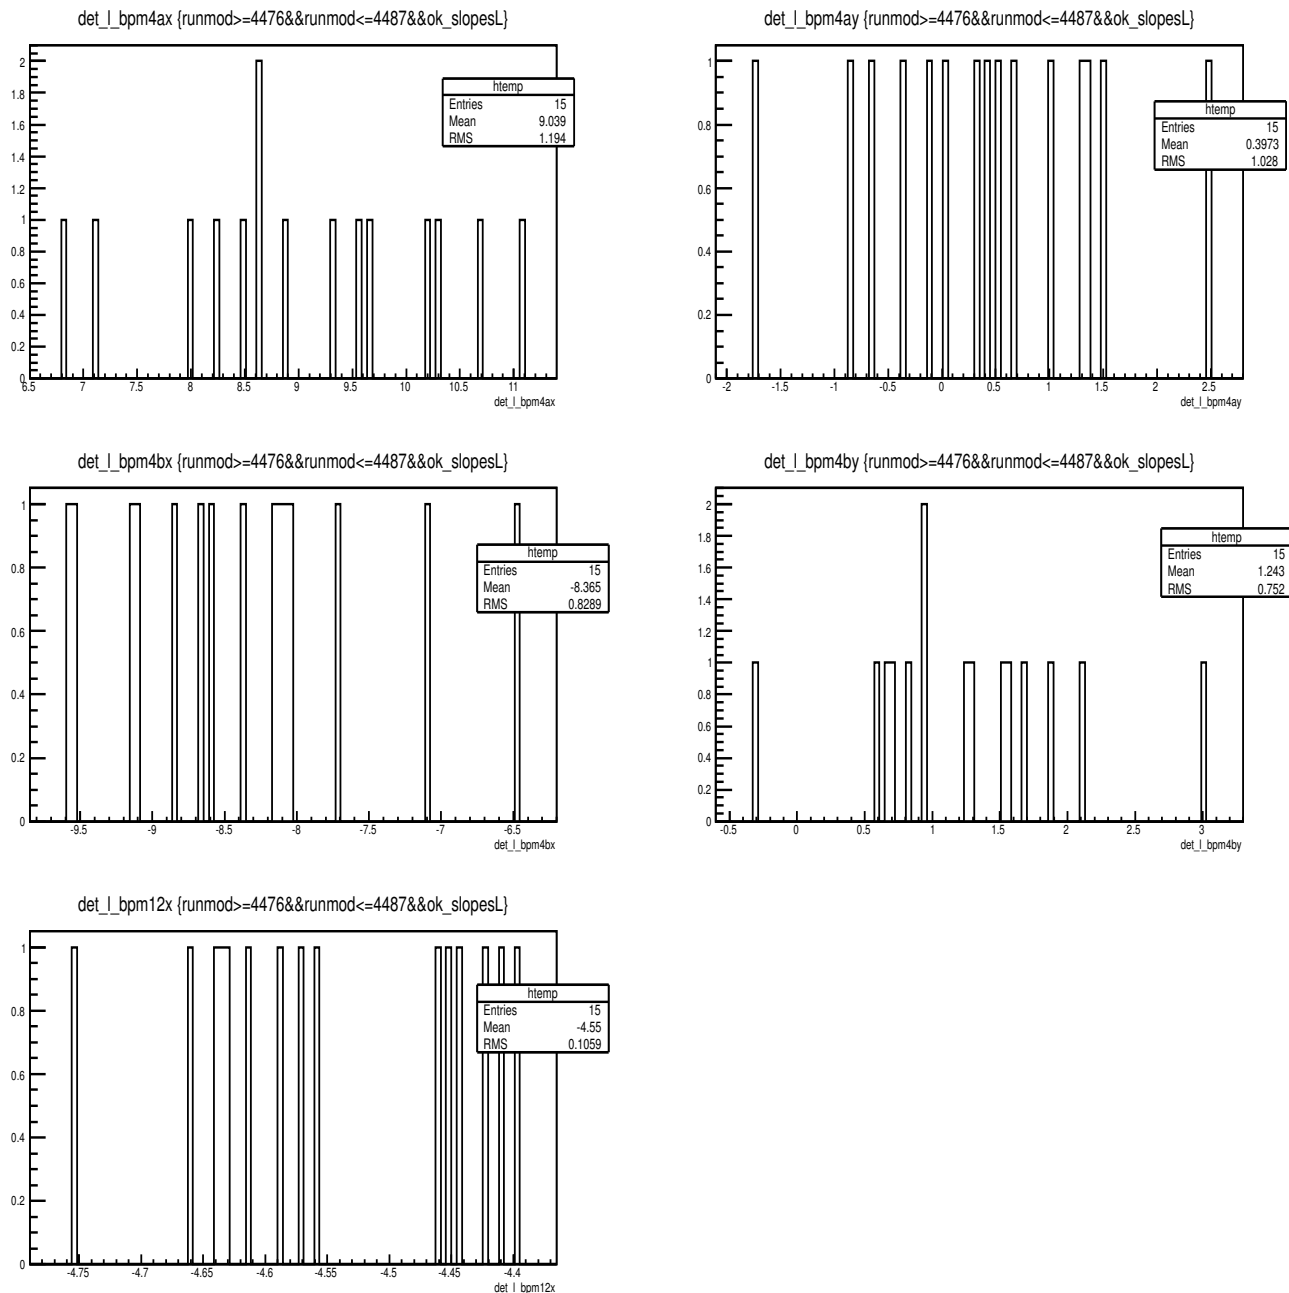 det_l_bpm4ax {runmod>=4476&&runmod<=4487&&ok_slopesL}
2
1.8
1.6
1.4
1.2
1
0.8
0.6
0.4
0.2
0
6.5 7 7.5 8 8.5 9 9.5 10 10.5 11
det_l_bpm4ax
htemp
Entries 15
Mean 9.039
RMS 1.194
det_l_bpm4ay {runmod>=4476&&runmod<=4487&&ok_slopesL}
1
0.8
0.6
0.4
0.2
0
-2 -1.5 -1 -0.5 0 0.5 1 1.5 2 2.5
det_l_bpm4ay
htemp
Entries 15
Mean 0.3973
RMS 1.028
det_l_bpm4bx {runmod>=4476&&runmod<=4487&&ok_slopesL}
1
0.8
0.6
0.4
0.2
0
-9.5 -9 -8.5 -8 -7.5 -7 -6.5
det_l_bpm4bx
htemp
Entries 15
Mean -8.365
RMS 0.8289
det_l_bpm4by {runmod>=4476&&runmod<=4487&&ok_slopesL}
2
1.8
1.6
1.4
1.2
1
0.8
0.6
0.4
0.2
0
-0.5 0 0.5 1 1.5 2 2.5 3
det_l_bpm4by
htemp
Entries 15
Mean 1.243
RMS 0.752
det_l_bpm12x {runmod>=4476&&runmod<=4487&&ok_slopesL}
1
0.8
0.6
0.4
0.2
0
-4.75 -4.7 -4.65 -4.6 -4.55 -4.5 -4.45 -4.4
det_l_bpm12x
htemp
Entries 15
Mean -4.55
RMS 0.1059